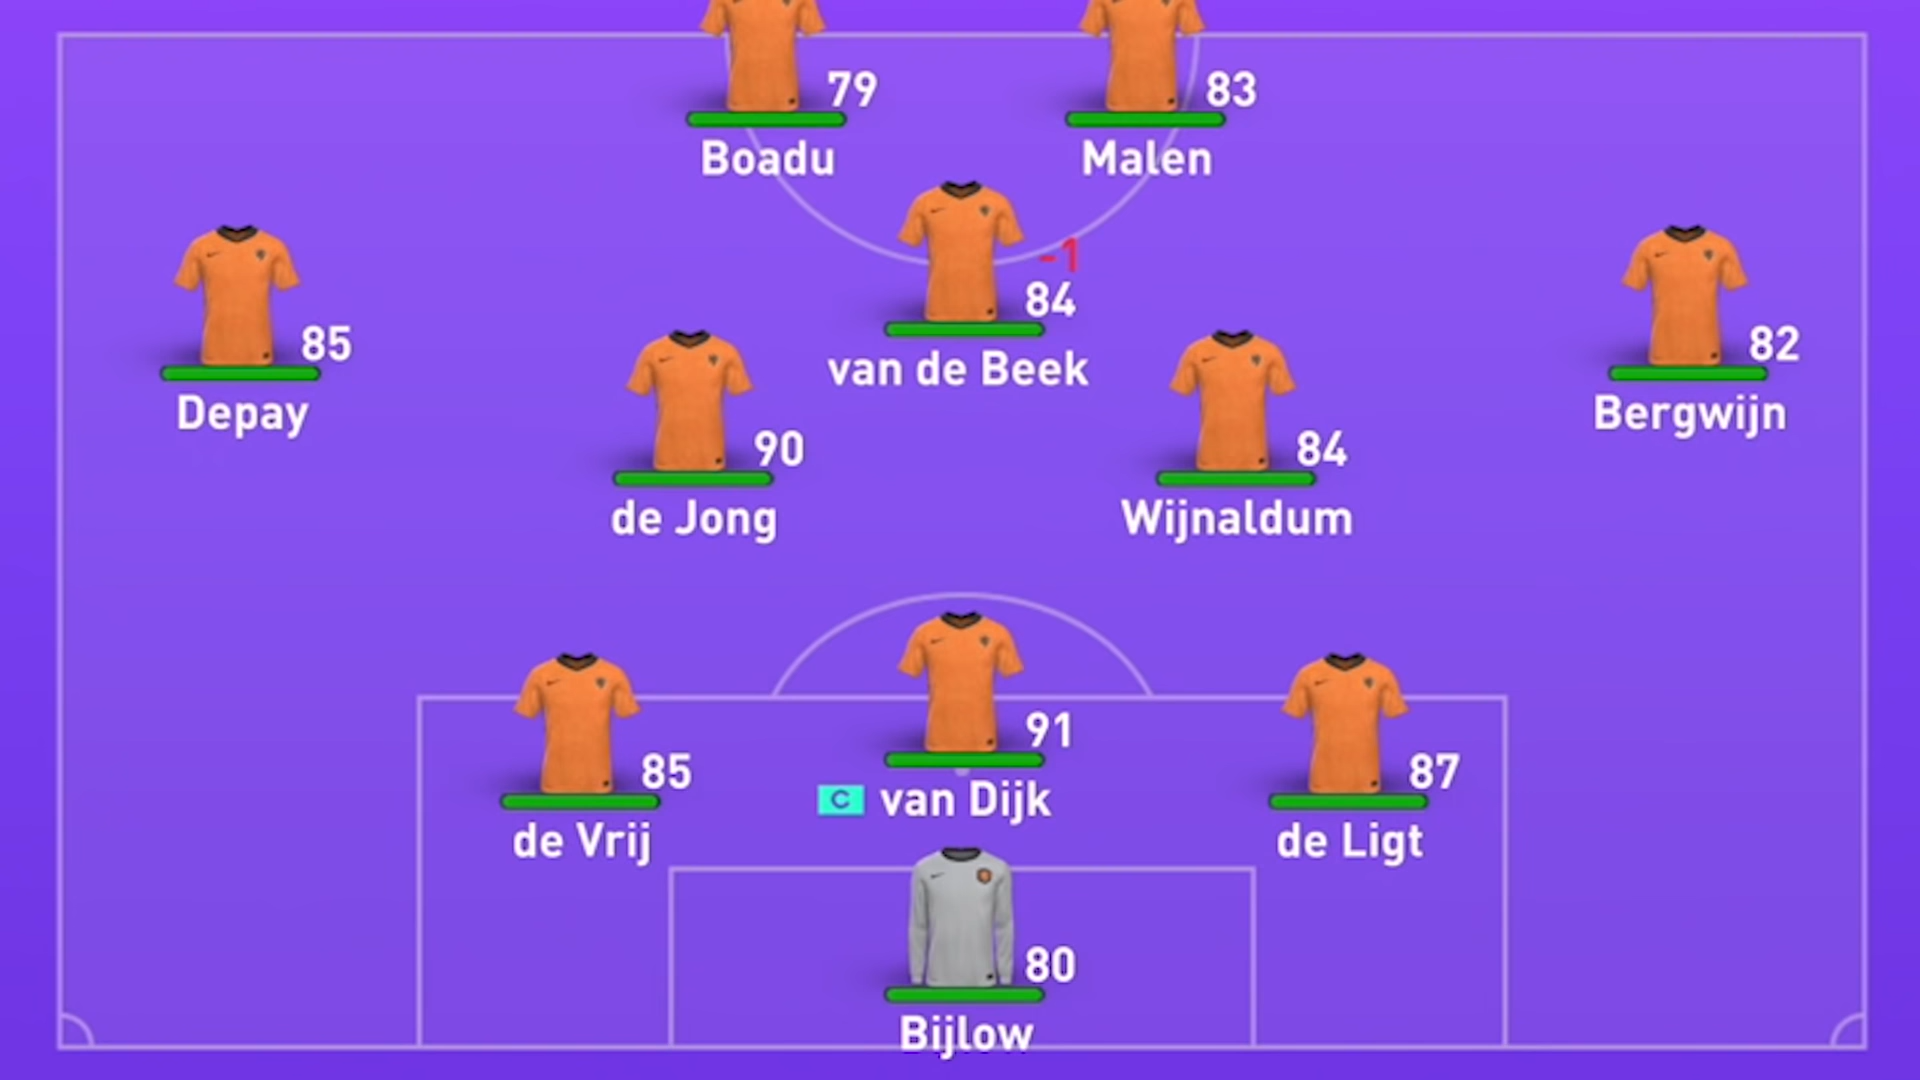 79
83
Boadu
Malen
-1
84
van de Beek
85
Depay
82
Bergwijn
90
de Jong
84
Wijnaldum
91
C van Dijk
85
de Vrij
87
de Ligt
80
Bijlow